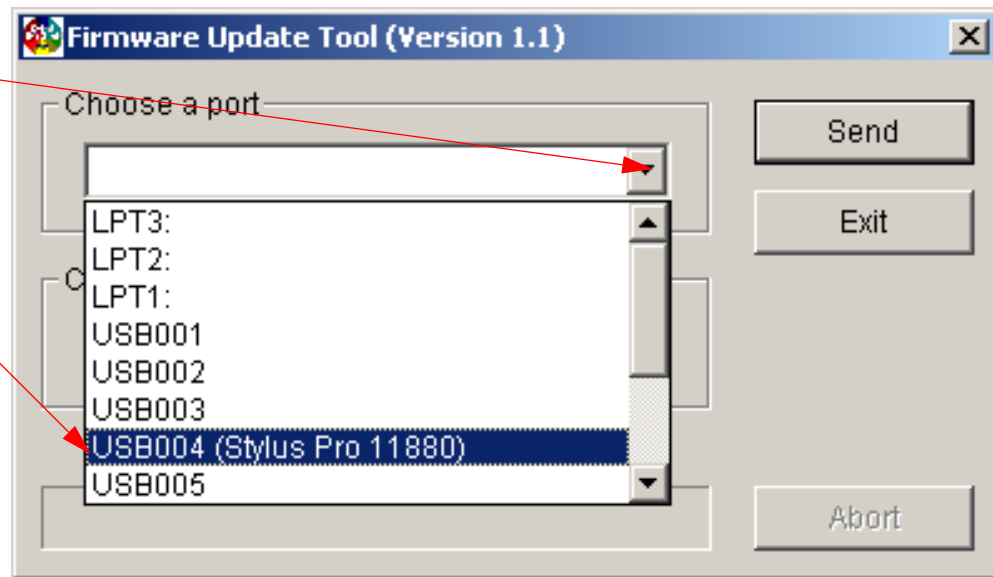 Firmware Update Tool (Version 1.1)
Choose a port
Send
LPT3:
Exit
LPT2:
C
LPT1:
USB001
USB002
USB003
USB004 (Stylus Pro 11880)
USB005
Abort